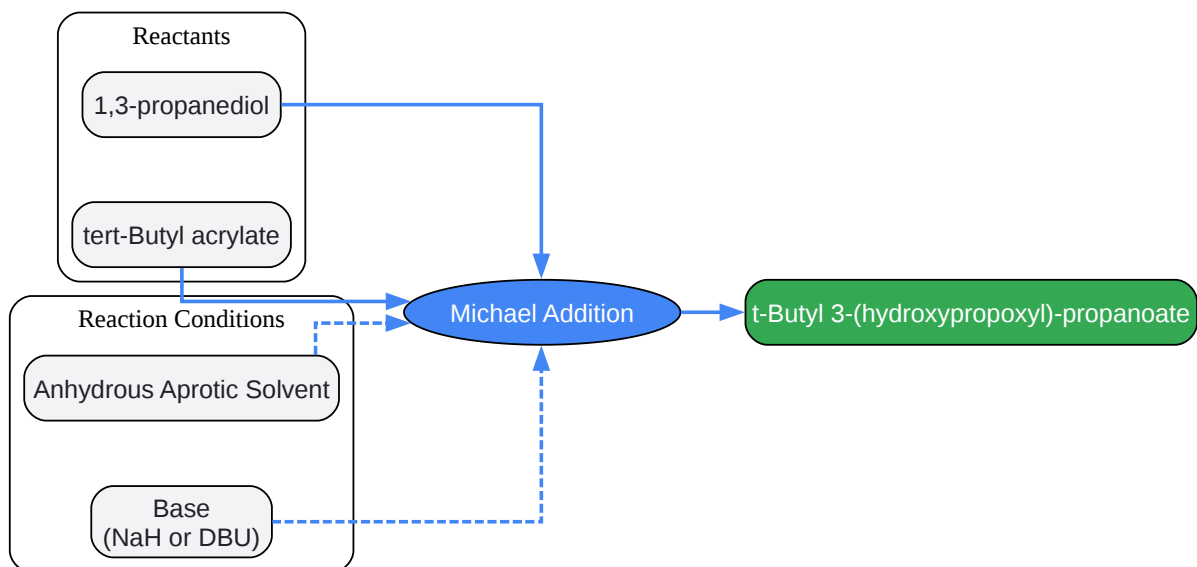 Reactants
1,3-propanediol
tert-Butyl acrylate
Reaction Conditions
Anhydrous Aprotic Solvent
Base
(NaH or DBU)
Michael Addition
t-Butyl 3-(hydroxypropoxyl)-propanoate